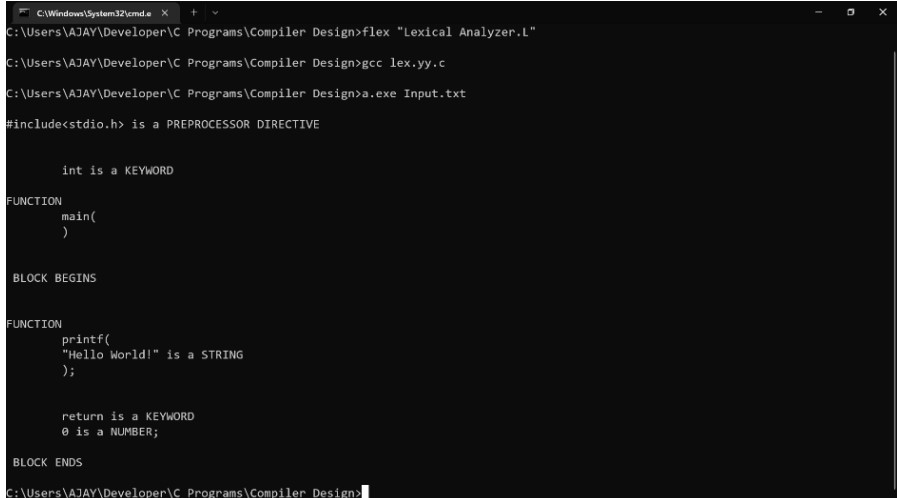 C:\Windows\System32\cmd.e
C:\Users\AJAY\Developer\C Programs\Compiler Design>flex "Lexical Analyzer.L"
C:\Users\AJAY\Developer\C Programs\Compiler Design>gcc lex.yy.c
C:\Users\AJAY\Developer\C Programs\Compiler Design>a.exe Input.txt
#include<stdio.h> is a PREPROCESSOR DIRECTIVE
int is a KEYWORD
FUNCTION
main(
)
BLOCK BEGINS
FUNCTION
printf(
"Hello World!" is a STRING
);
return is a KEYWORD
0 is a NUMBER;
BLOCK ENDS
C:\Users\AJAY\Developer\C Programs\Compiler Design>